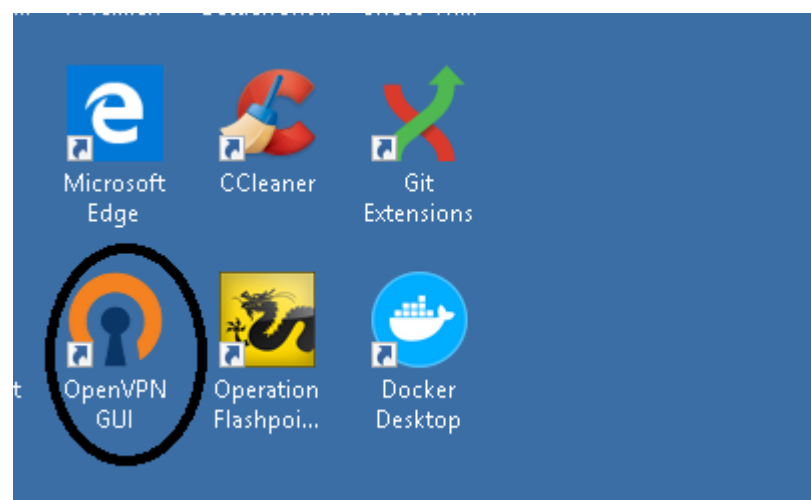 Microsoft
Edge
CCleaner
Git
Extensions
t
OpenVPN
GUI
Operation
Flashpoi...
Docker
Desktop